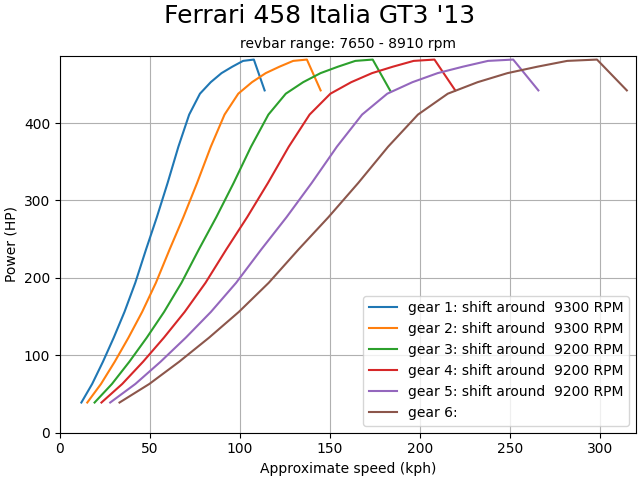 Ferrari 458 Italia GT3 '13
revbar range: 7650 - 8910 rpm
Power (HP)
400
300
200
100
0
gear 1: shift around  9300 RPM
gear 2: shift around  9300 RPM
gear 3: shift around  9200 RPM
gear 4: shift around  9200 RPM
gear 5: shift around  9200 RPM
gear 6:
0 50 100 150 200 250 300
Approximate speed (kph)